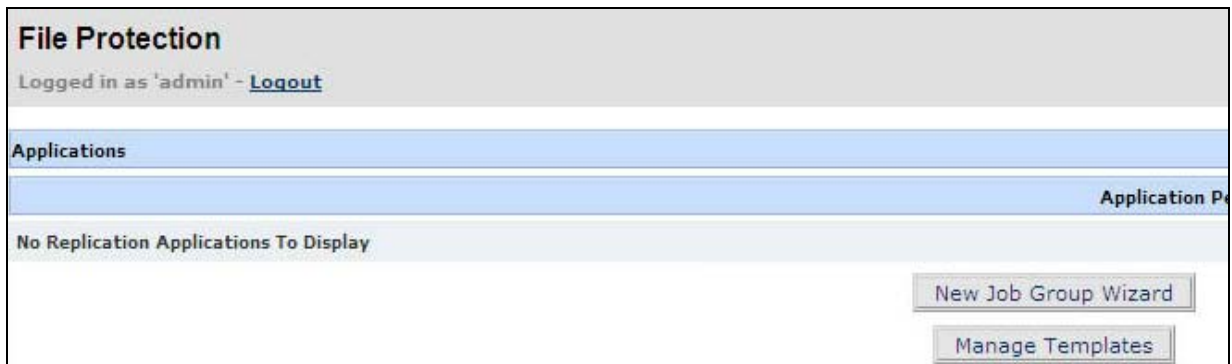 File Protection
Logged in as 'admin' - Logout
Applications
Application
No Replication Applications To Display
New Job Group Wizard
Manage Templates